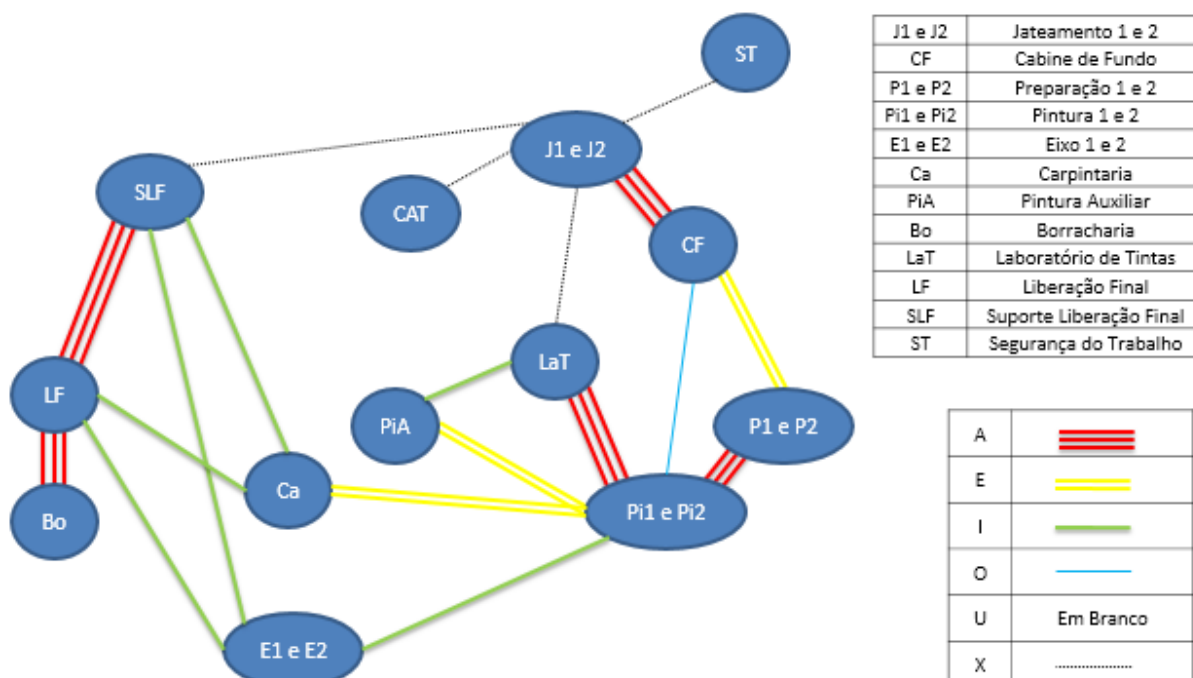 ST
J1 e J2
SLF
CAT
CF
LaT
LF
PiA
P1 e P2
Ca
Pi1 e Pi2
Bo
E1 e E2
J1 e J2 Jateamento 1 e 2
CF Cabine de Fundo
P1 e P2 Preparação 1 e 2
Pi1 e Pi2 Pintura 1 e 2
E1 e E2 Eixo 1 e 2
Ca Carpintaria
PiA Pintura Auxiliar
Bo Borracharia
LaT Laboratório de Tintas
LF Liberação Final
SLF Suporte Liberação Final
ST Segurança do Trabalho
A
E
I
O
U Em Branco
X